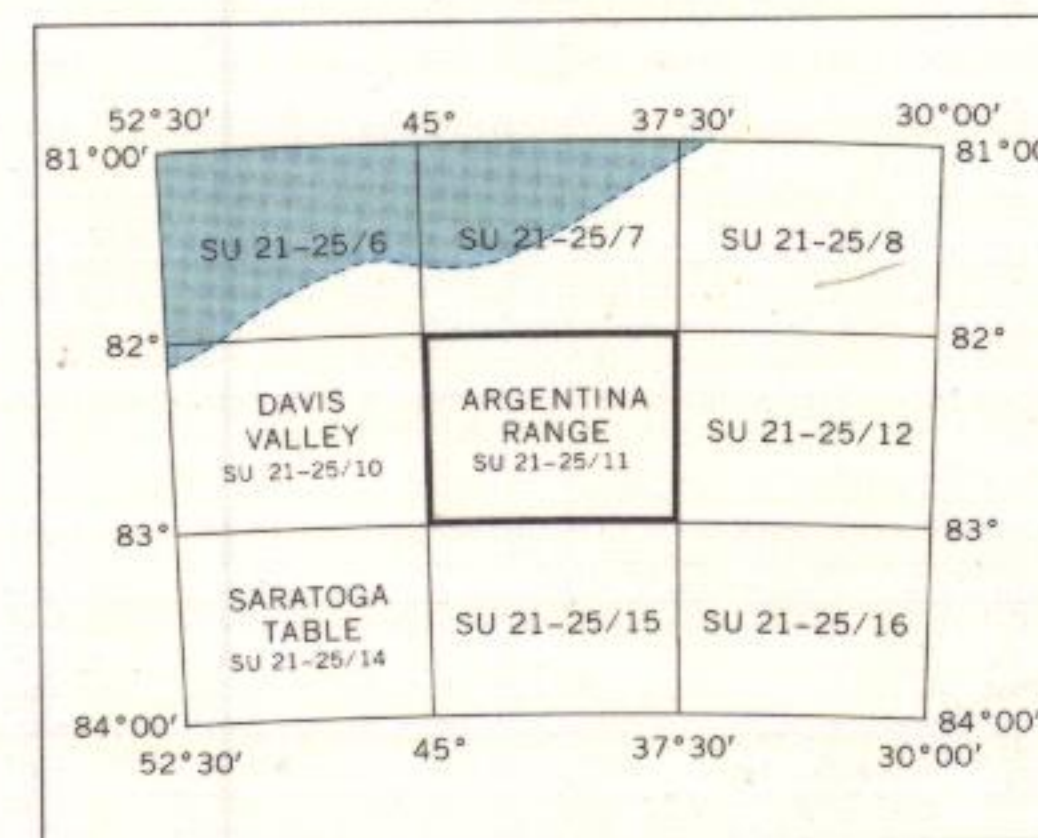 52°30′ 45° 37°30′ 30°00′
81°00′ 81°00
SU 21-25/6 SU 21-25/7 SU 21-25/8
82° 82°
DAVIS
VALLEY
SU 21-25/10
ARGENTINA
RANGE
SU 21-25/11
SU 21-25/12
83° 83°
SARATOGA
TABLE
SU 21-25/14
SU 21-25/15 SU 21-25/16
84°00′ 84°00′
52°30′ 45° 37°30′ 30°00′